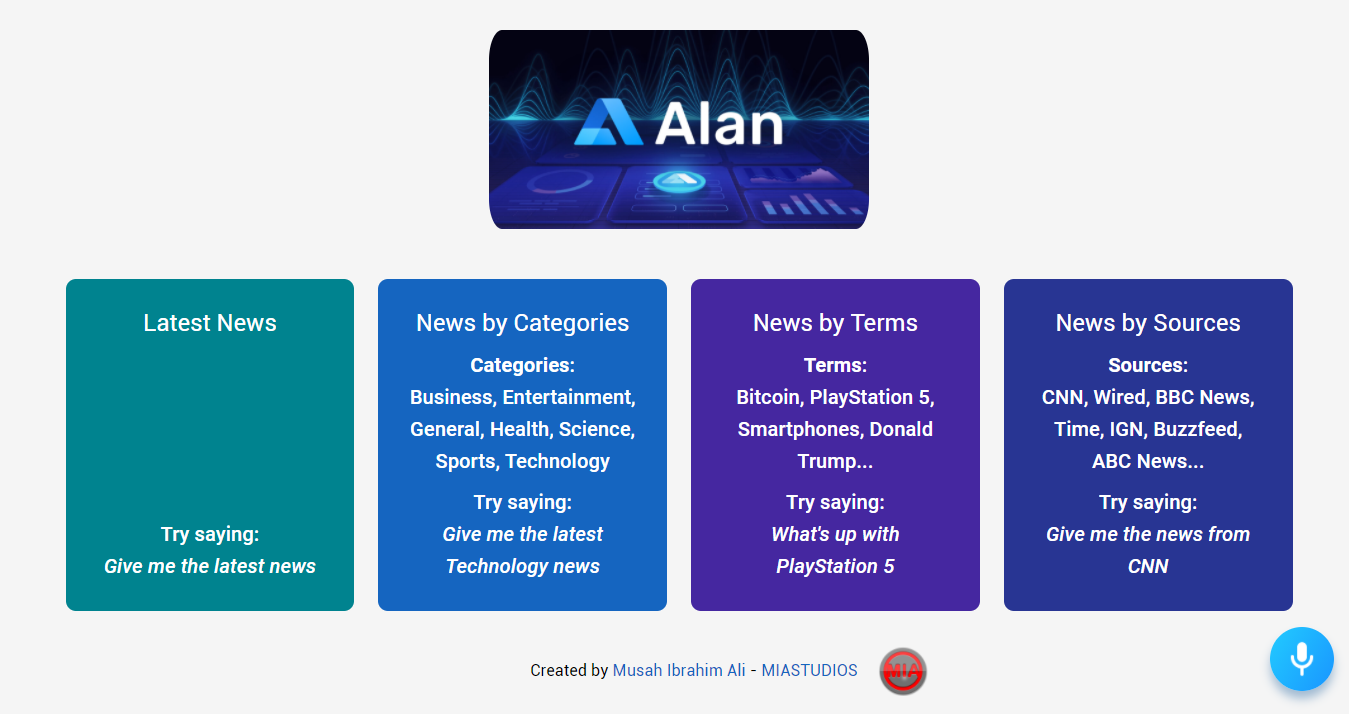 Alan
Latest News
Try saying:
Give me the latest news
News by Categories
Categories:
Business, Entertainment,
General, Health, Science,
Sports, Technology
Try saying:
Give me the latest
Technology news
News by Terms
Terms:
Bitcoin, PlayStation 5,
Smartphones, Donald
Trump...
Try saying:
What's up with
PlayStation 5
News by Sources
Sources:
CNN, Wired, BBC News,
Time, IGN, Buzzfeed,
ABC News...
Try saying:
Give me the news from
CNN
Created by Musah Ibrahim Ali - MIASTUDIOS
MIA